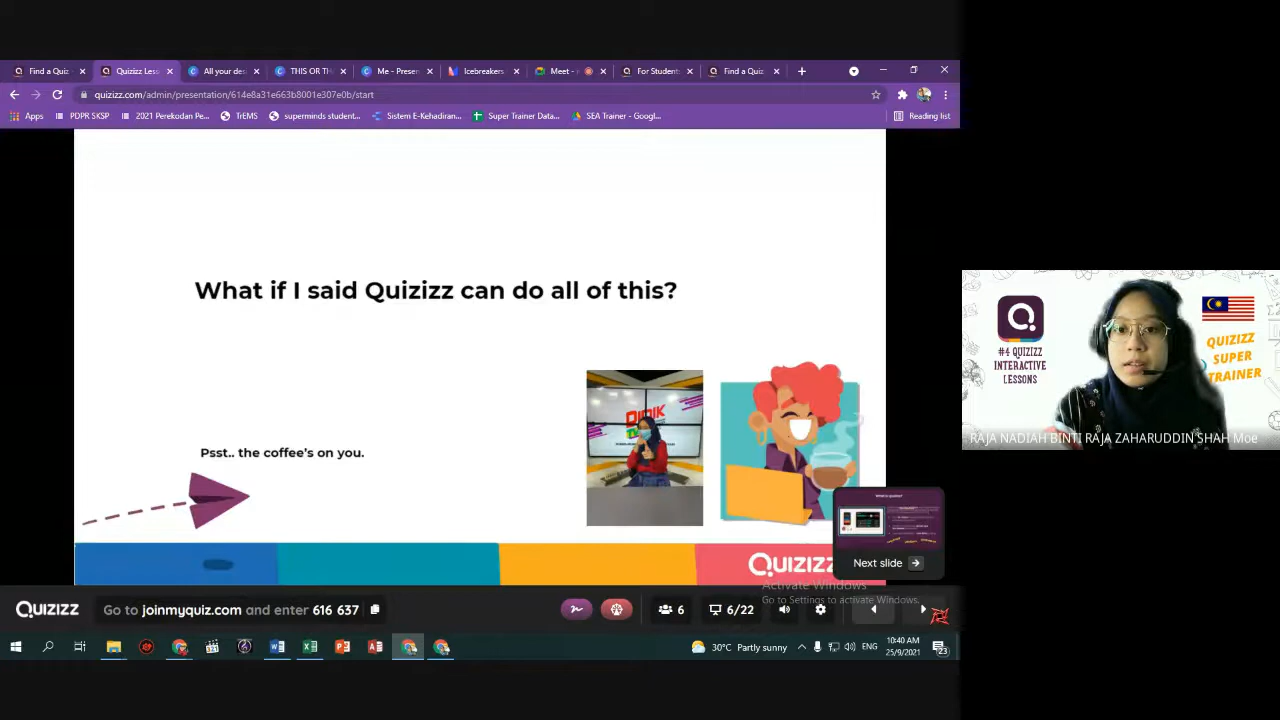 Find a Quiz
Quizizz Less
All your desi
THIS OR TH
Me - Presen
Icebreakers
Meet -
For Students
Find a Quiz
quizizz.com/admin/presentation/614e8a31e663b8001e307e0b/start
Apps
PDPR SKSP
2021 Perekodan Pe...
TrEMS
superminds student...
Sistem E-Kehadiran...
Super Trainer Data...
SEA Trainer - Googl...
Reading list
What if I said Quizizz can do all of this?
Psst.. the coffee's on you.
DIDIK
Quizizz
Next slide
Activate Windows
Go to Settings to activate Windows.
QUIZIZZ
Go to joinmyquiz.com and enter 616 637
6
6/22
30°C Partly sunny
ENG
10:40 AM
25/9/2021
23
#4 QUIZIZZ
INTERACTIVE
LESSONS
QUIZIZZ
SUPER
TRAINER
RAJA NADIAH BINTI RAJA ZAHARUDDIN SHAH Moe